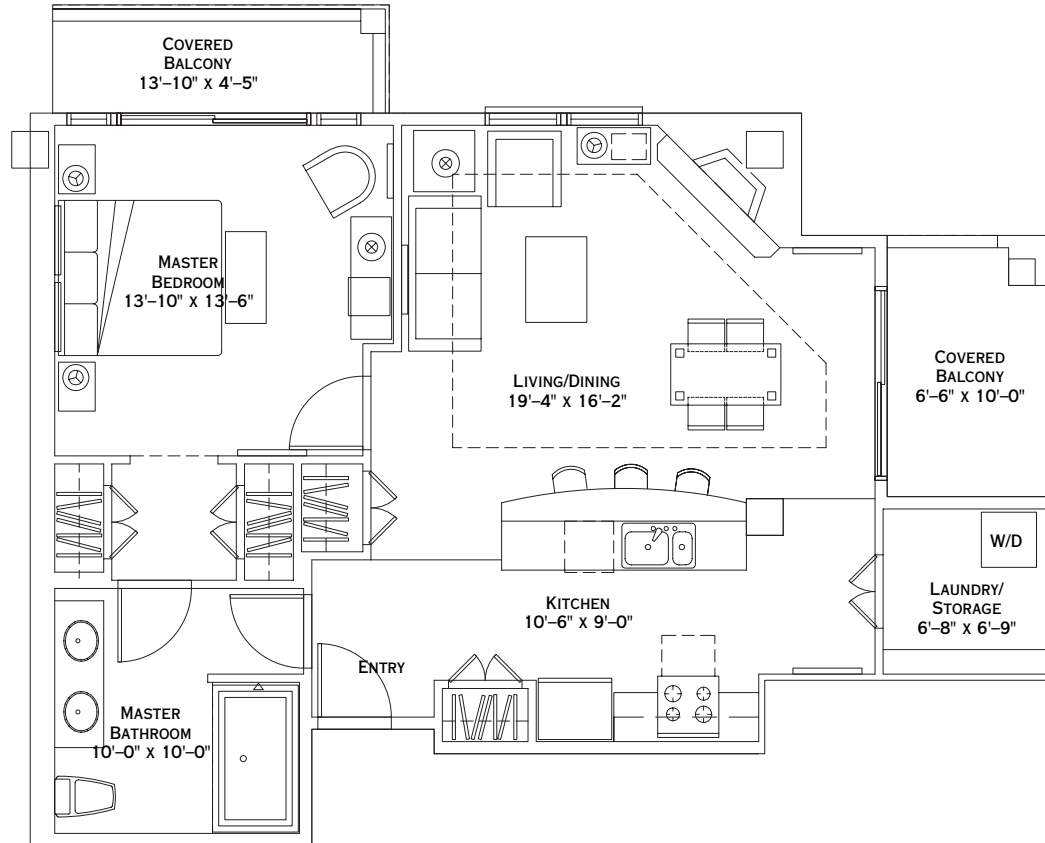 COVERED
BALCONY
13'–10" X 4'–5"
MASTER
BEDROOM
13'–10" X 13'–6"
LIVING/DINING
19'–4" X 16'–2"
COVERED
BALCONY
6'–6" X 10'–0"
W/D
LAUNDRY/
STORAGE
6'–8" X 6'–9"
KITCHEN
10'–6" X 9'–0"
ENTRY
MASTER
BATHROOM
10'–0" X 10'–0"